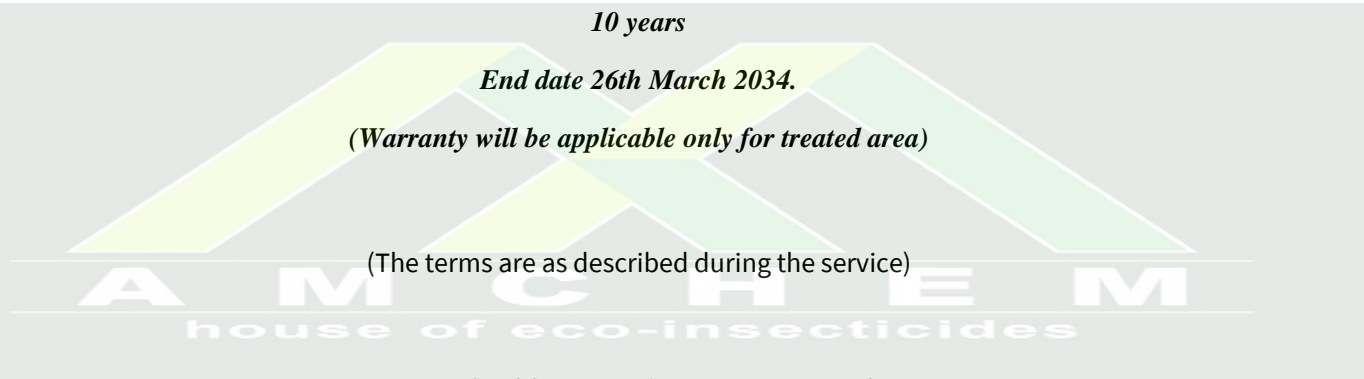 10 years
End date 26th March 2034.
(Warranty will be applicable only for treated area)
(The terms are as described during the service)
AMCHEM
house of eco-insecticides